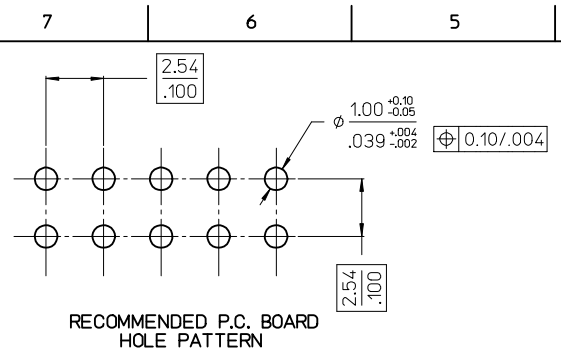 7 6 5
2.54
.100
⌀ 1.00 +0.10 -0.05
.039 +.004 -.002
⌖ 0.10/.004
2.54
.100
RECOMMENDED P.C. BOARD
HOLE PATTERN